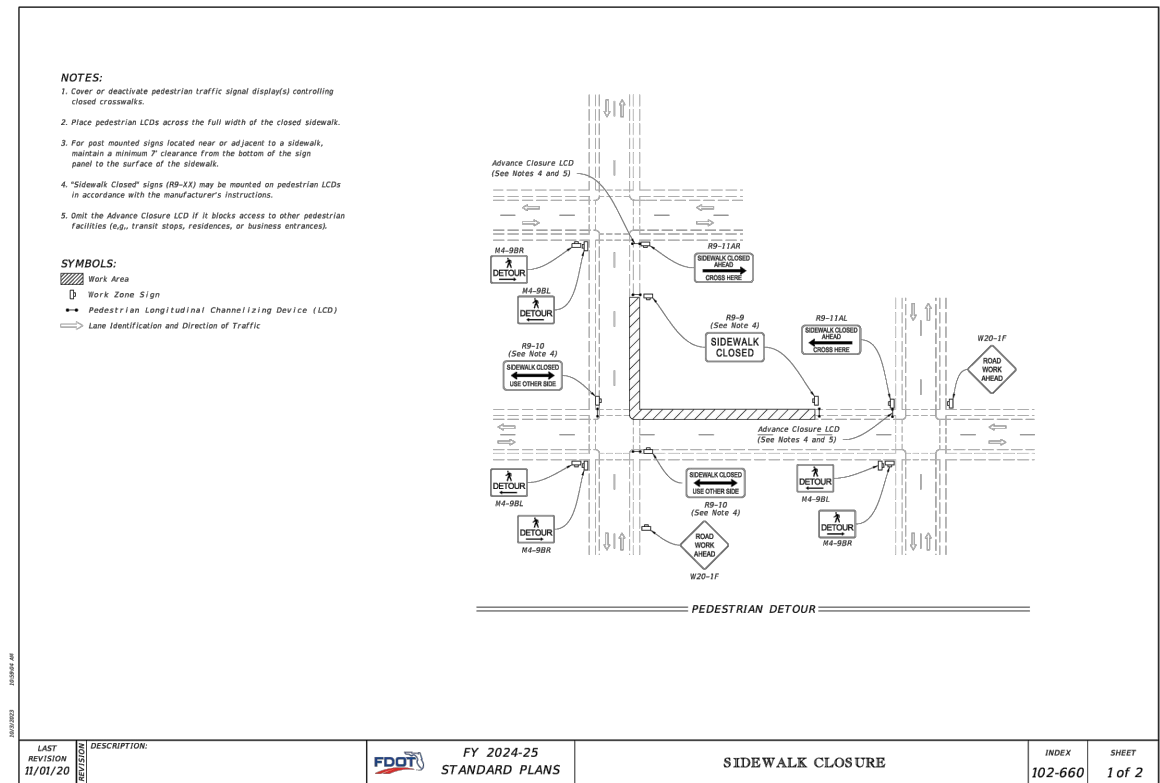 NOTES:
1. Cover or deactivate pedestrian traffic signal display(s) controlling
closed crosswalks.
2. Place pedestrian LCDs across the full width of the closed sidewalk.
3. For post mounted signs located near or adjacent to a sidewalk,
maintain a minimum 7' clearance from the bottom of the sign
panel to the surface of the sidewalk.
4. "Sidewalk Closed" signs (R9-XX) may be mounted on pedestrian LCDs
in accordance with the manufacturer's instructions.
5. Omit the Advance Closure LCD if it blocks access to other pedestrian
facilities (e,g,, transit stops, residences, or business entrances).
SYMBOLS:
Work Area
Work Zone Sign
Pedestrian Longitudinal Channelizing Device (LCD)
Lane Identification and Direction of Traffic
Advance Closure LCD
(See Notes 4 and 5)
M4-9BR
DETOUR
M4-9BL
DETOUR
R9-11AR
SIDEWALK CLOSED
AHEAD
CROSS HERE
R9-9
(See Note 4)
SIDEWALK
CLOSED
R9-11AL
SIDEWALK CLOSED
AHEAD
CROSS HERE
W20-1F
ROAD
WORK
AHEAD
R9-10
(See Note 4)
SIDEWALK CLOSED
USE OTHER SIDE
Advance Closure LCD
(See Notes 4 and 5)
DETOUR
M4-9BL
DETOUR
M4-9BR
SIDEWALK CLOSED
USE OTHER SIDE
R9-10
(See Note 4)
ROAD
WORK
AHEAD
W20-1F
DETOUR
M4-9BL
DETOUR
M4-9BR
PEDESTRIAN DETOUR
10/3/2023 10:59:04 AM
LAST
REVISION
11/01/20
REVISION
DESCRIPTION:
FDOT
FY 2024-25
STANDARD PLANS
SIDEWALK CLOSURE
INDEX
102-660
SHEET
1 of 2